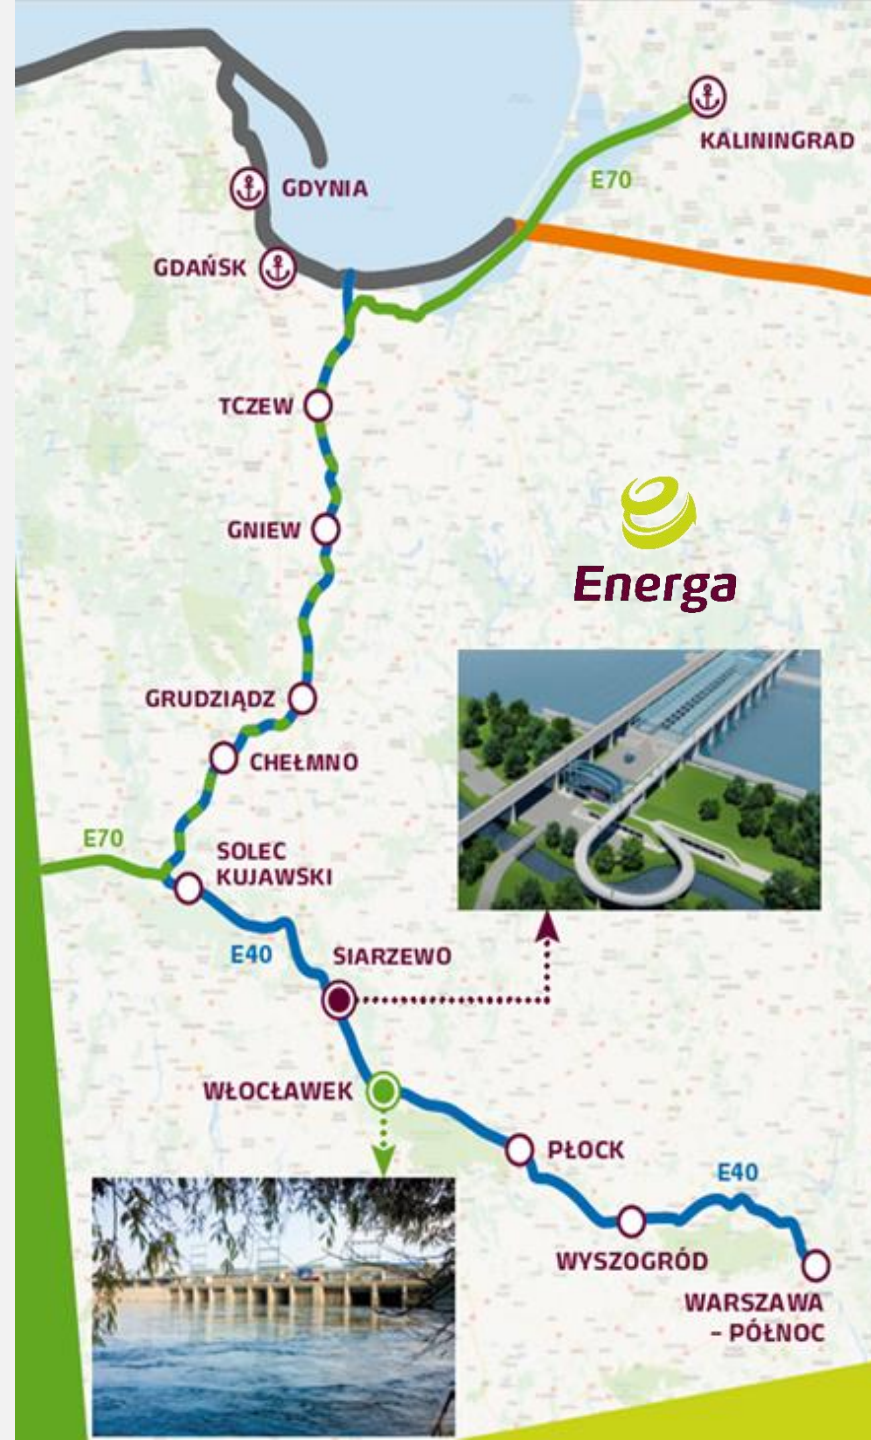 KALININGRAD
E70
GDYNIA
GDAŃSK
TCZEW
GNIEW
Energa
GRUDZIĄDZ
CHEŁMNO
E70
SOLEC
KUJAWSKI
E40
SIARZEWO
WŁOCŁAWEK
PŁOCK
E40
WYSZOGRÓD
WARSZAWA
– PÓŁNOC